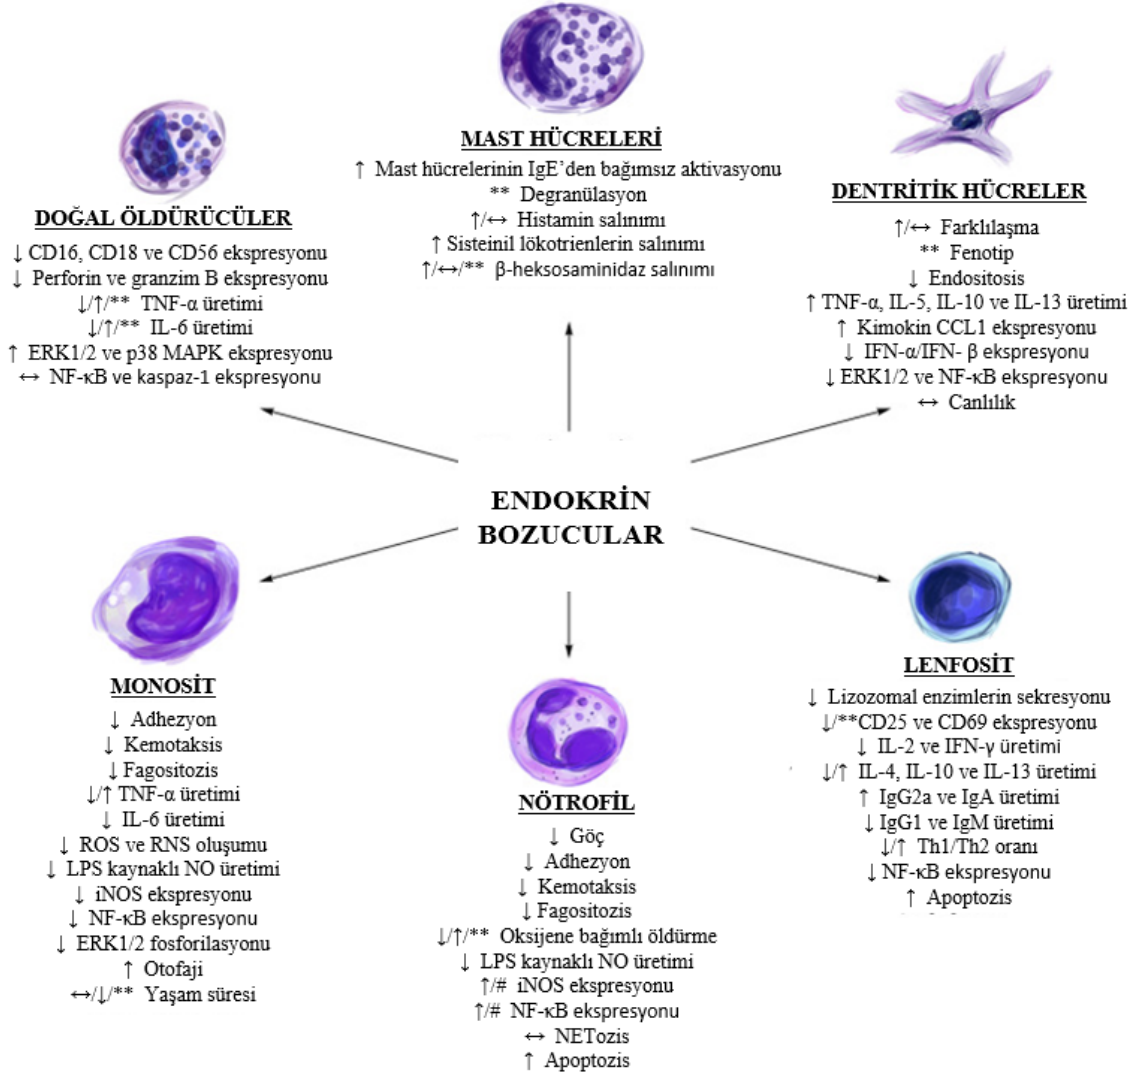 MAST HÜCRELERİ
↑ Mast hücrelerinin IgE’den bağımsız aktivasyonu
** Degranülasyon
↑/↔ Histamin salınımı
↑ Sisteinil lökotrienlerin salınımı
↑/↔/** β-heksosaminidaz salınımı
DOĞAL ÖLDÜRÜCÜLER
↓ CD16, CD18 ve CD56 ekspresyonu
↓ Perforin ve granzim B ekspresyonu
↓/↑/** TNF-α üretimi
↓/↑/** IL-6 üretimi
↑ ERK1/2 ve p38 MAPK ekspresyonu
↔ NF-κB ve kaspaz-1 ekspresyonu
DENTRİTİK HÜCRELER
↑/↔ Farklılaşma
** Fenotip
↓ Endositosis
↑ TNF-α, IL-5, IL-10 ve IL-13 üretimi
↑ Kimokin CCL1 ekspresyonu
↓ IFN-α/IFN- β ekspresyonu
↓ ERK1/2 ve NF-κB ekspresyonu
↔ Canlılık
ENDOKRİN
BOZUCULAR
MONOSİT
↓ Adhezyon
↓ Kemotaksis
↓ Fagositozis
↓/↑ TNF-α üretimi
↓ IL-6 üretimi
↓ ROS ve RNS oluşumu
↓ LPS kaynaklı NO üretimi
↓ iNOS ekspresyonu
↓ NF-κB ekspresyonu
↓ ERK1/2 fosforilasyonu
↑ Otofaji
↔/↓/** Yaşam süresi
NÖTROFİL
↓ Göç
↓ Adhezyon
↓ Kemotaksis
↓ Fagositozis
↓/↑/** Oksijene bağımlı öldürme
↓ LPS kaynaklı NO üretimi
↑/# iNOS ekspresyonu
↑/# NF-κB ekspresyonu
↔ NETozis
↑ Apoptozis
LENFOSİT
↓ Lizozomal enzimlerin sekresyonu
↓/**CD25 ve CD69 ekspresyonu
↓ IL-2 ve IFN-γ üretimi
↓/↑ IL-4, IL-10 ve IL-13 üretimi
↑ IgG2a ve IgA üretimi
↓ IgG1 ve IgM üretimi
↓/↑ Th1/Th2 oranı
↓ NF-κB ekspresyonu
↑ Apoptozis